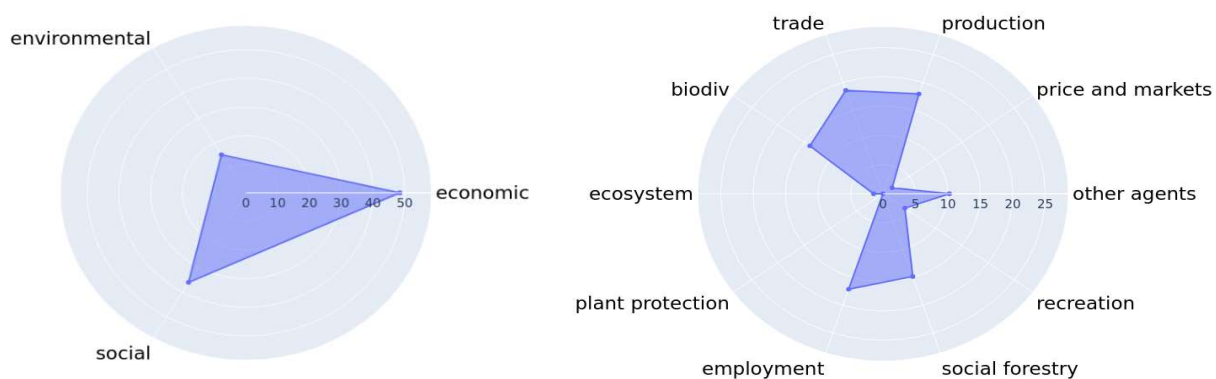 environmental
0 10 20 30 40 50
economic
social
trade
production
biodiv
price and markets
ecosystem
0 5 10 15 20 25
other agents
plant protection
recreation
employment
social forestry